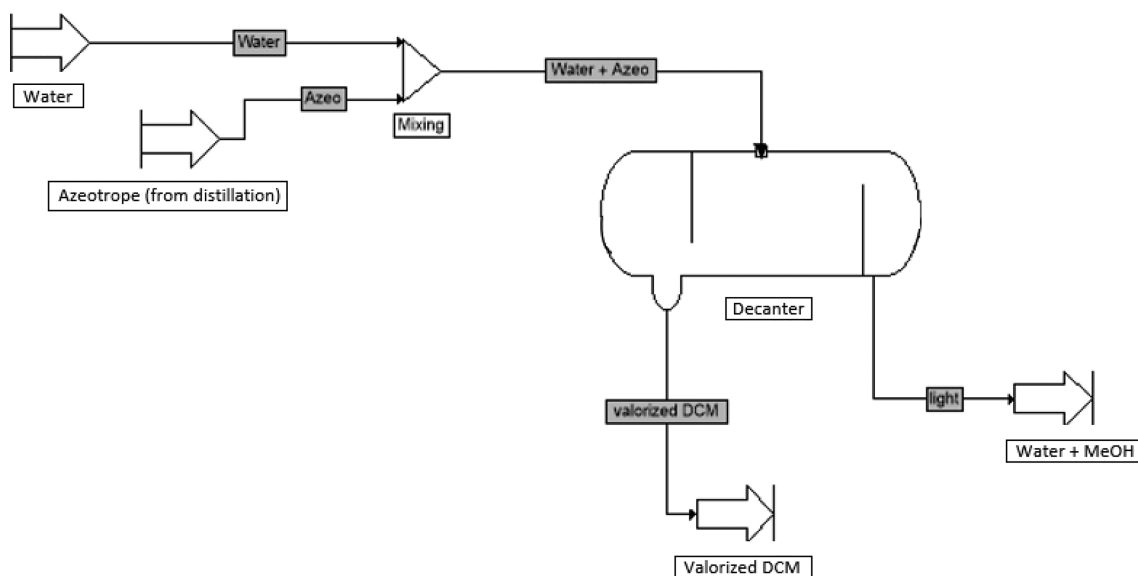 Water
Water
Azeo
Azeotrope (from distillation)
Mixing
Water + Azeo
Decanter
valorized DCM
light
Water + MeOH
Valorized DCM